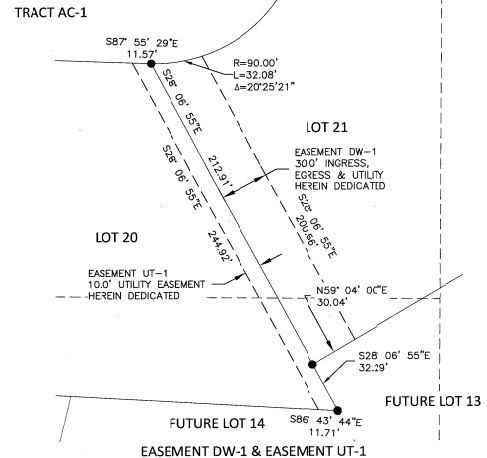 TRACT AC-1
S87° 55' 29"E
11.57'
R=90.00'
L=32.08'
Δ=20°25'21"
S28° 06' 55"E
S28° 06' 55"E
212.91'
244.92'
LOT 21
EASEMENT DW-1
300' INGRESS,
EGRESS & UTILITY
HEREIN DEDICATED
S28° 06' 55"E
200.66'
LOT 20
EASEMENT UT-1
10.0' UTILITY EASEMENT
HEREIN DEDICATED
N59° 04' 00"E
30.04'
S28° 06' 55"E
32.29'
FUTURE LOT 13
FUTURE LOT 14
S86° 43' 44"E
11.71'
EASEMENT DW-1 & EASEMENT UT-1